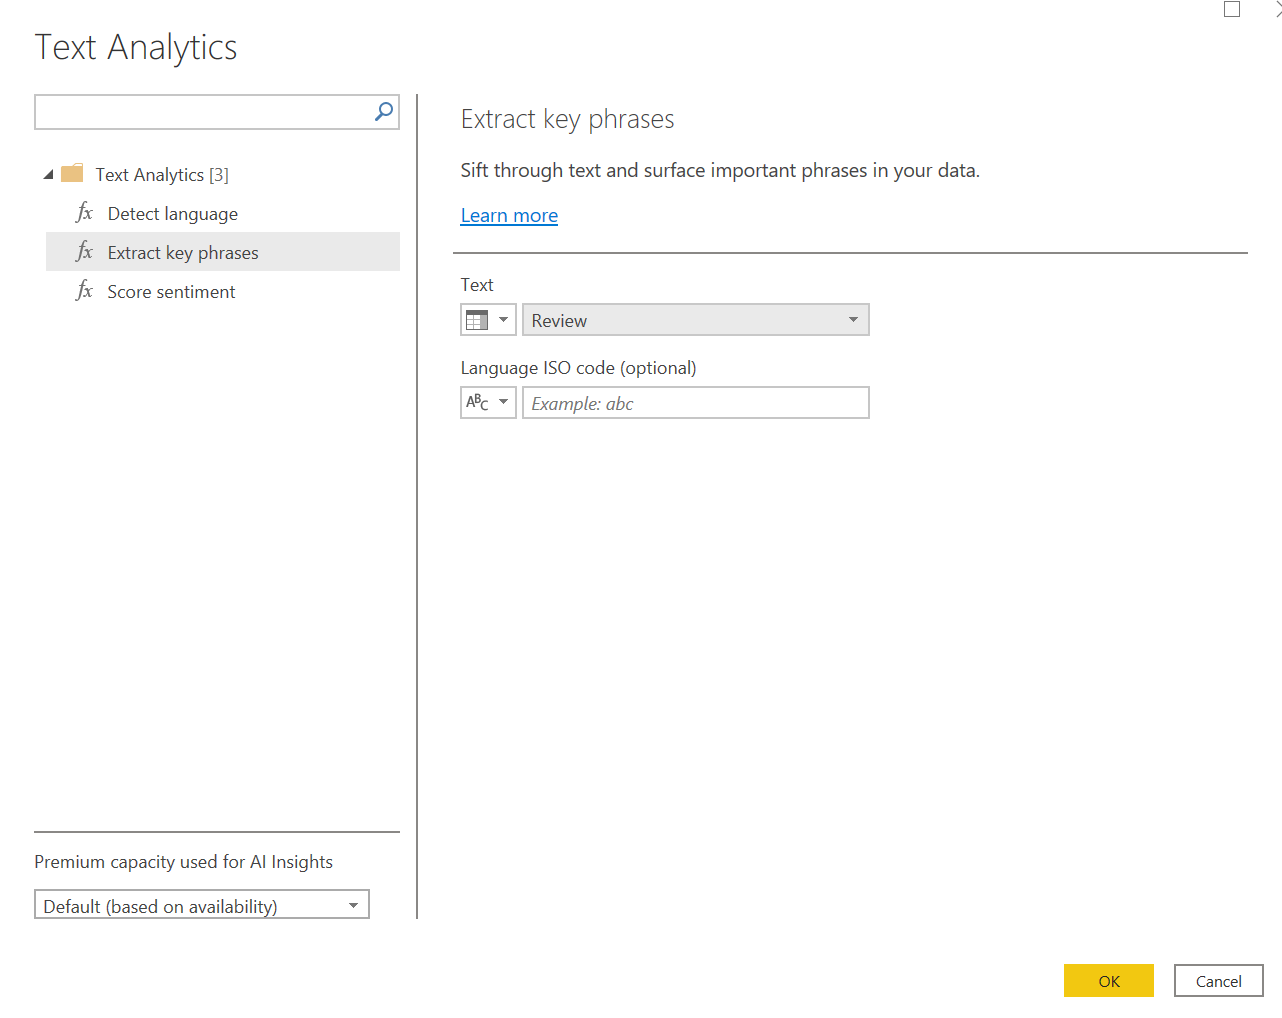 Text Analytics
Text Analytics [3]
fx Detect language
fx Extract key phrases
fx Score sentiment
Premium capacity used for AI Insights
Default (based on availability)
Extract key phrases
Sift through text and surface important phrases in your data.
Learn more
Text
Review
Language ISO code (optional)
ABC Example: abc
OK Cancel